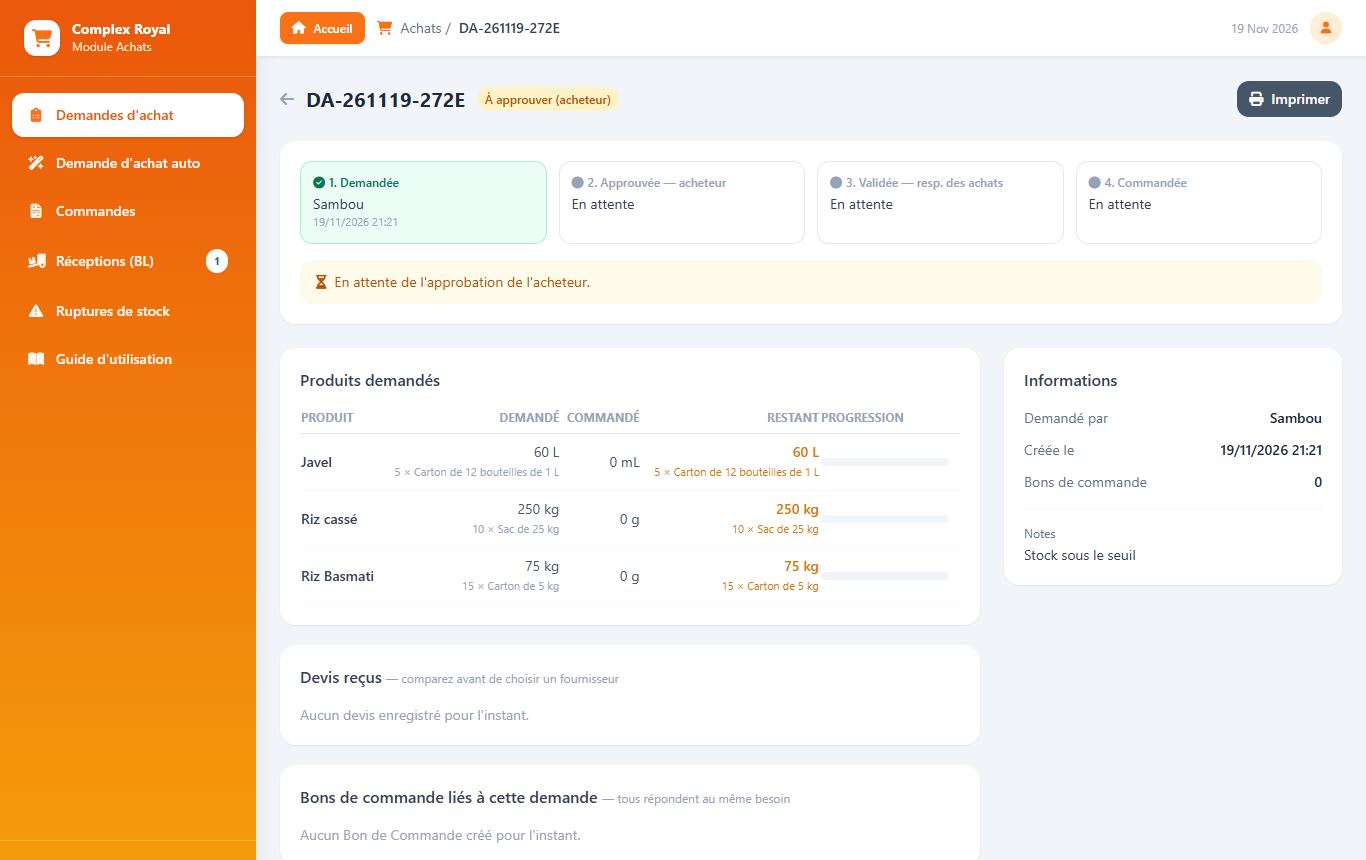 Complex Royal
Module Achats
Demandes d'achat
Demande d'achat auto
Commandes
Réceptions (BL) 1
Ruptures de stock
Guide d'utilisation
Accueil Achats / DA-261119-272E 19 Nov 2026
DA-261119-272E À approuver (acheteur) Imprimer
1. Demandée
Sambou
19/11/2026 21:21
2. Approuvée — acheteur
En attente
3. Validée — resp. des achats
En attente
4. Commandée
En attente
En attente de l'approbation de l'acheteur.
Produits demandés
PRODUIT DEMANDÉ COMMANDÉ RESTANT PROGRESSION
Javel 60 L 0 mL 60 L
5 × Carton de 12 bouteilles de 1 L 5 × Carton de 12 bouteilles de 1 L
Riz cassé 250 kg 0 g 250 kg
10 × Sac de 25 kg 10 × Sac de 25 kg
Riz Basmati 75 kg 0 g 75 kg
15 × Carton de 5 kg 15 × Carton de 5 kg
Informations
Demandé par Sambou
Créée le 19/11/2026 21:21
Bons de commande 0
Notes
Stock sous le seuil
Devis reçus — comparez avant de choisir un fournisseur
Aucun devis enregistré pour l'instant.
Bons de commande liés à cette demande — tous répondent au même besoin
Aucun Bon de Commande créé pour l'instant.